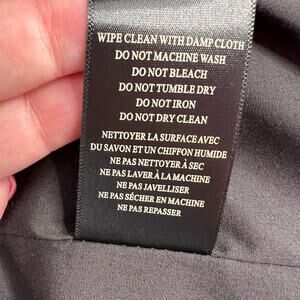 WIPE CLEAN WITH DAMP CLOTH
DO NOT MACHINE WASH
DO NOT BLEACH
DO NOT TUMBLE DRY
DO NOT IRON
DO NOT DRY CLEAN
NETTOYER LA SURFACE AVEC
DU SAVON ET UN CHIFFON HUMIDE
NE PAS NETTOYER À SEC
NE PAS LAVER À LA MACHINE
NE PAS JAVELLISER
NE PAS SÉCHER EN MACHINE
NE PAS REPASSER